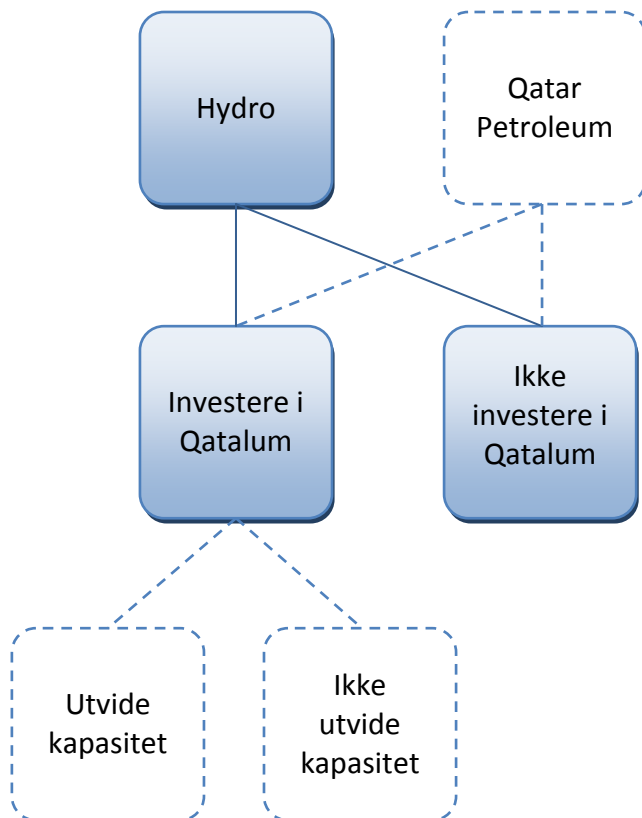 Hydro
Qatar
Petroleum
Investere i
Qatalum
Ikke
investere i
Qatalum
Utvide
kapasitet
Ikke
utvide
kapasitet